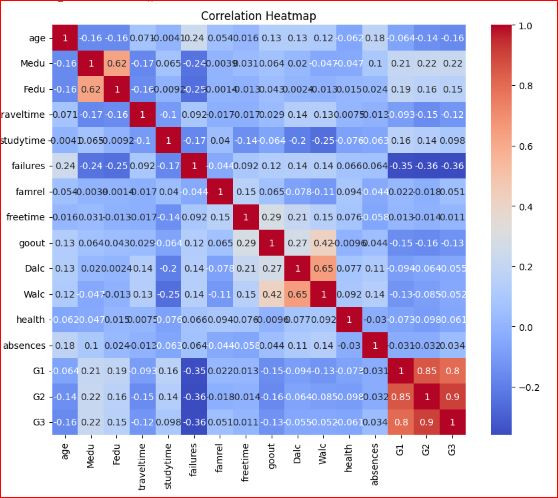 Correlation Heatmap
age 1 -0.16 -0.16 0.071 0.0041 0.24 0.054 0.016 0.13 0.13 0.12 -0.062 0.18 -0.064 -0.14 -0.16
Medu -0.16 1 0.62 -0.17 0.065 -0.24 0.0039 0.031 0.064 0.02 -0.047 0.047 0.1 0.21 0.22 0.22
Fedu -0.16 0.62 1 -0.16 0.0092 -0.25 0.0014 0.013 0.043 0.0024 0.013 0.015 0.024 0.19 0.16 0.15
raveltime 0.071 -0.17 -0.16 1 -0.1 0.092 0.017 0.017 0.029 0.14 0.13 0.0075 0.013 0.093 -0.15 -0.12
studytime 0.0041 0.065 0.0092 -0.1 1 -0.17 0.04 -0.14 -0.064 -0.2 -0.25 -0.076 0.063 0.16 0.14 0.098
failures 0.24 -0.24 -0.25 0.092 -0.17 1 -0.044 0.092 0.12 0.14 0.14 0.066 0.064 -0.35 -0.36 -0.36
famrel -0.054 0.0039 0.0014 0.017 0.04 -0.044 1 0.15 0.065 -0.078 -0.11 0.094 -0.044 0.022 -0.018 0.051
freetime -0.016 0.031 -0.013 0.017 -0.14 0.092 0.15 1 0.29 0.21 0.15 0.076 -0.058 0.013 -0.014 0.011
goout 0.13 0.064 0.043 0.029 -0.064 0.12 0.065 0.29 1 0.27 0.42 -0.0096 0.044 -0.15 -0.16 -0.13
Dalc 0.13 0.02 0.0024 0.14 -0.2 0.14 -0.078 0.21 0.27 1 0.65 0.077 0.11 -0.094 0.064 0.055
Walc 0.12 -0.047 -0.013 0.13 -0.25 0.14 -0.11 0.15 0.42 0.65 1 0.092 0.14 -0.13 -0.085 0.052
health -0.062 0.047 0.015 0.0075 0.076 0.066 0.094 0.076 0.0096 0.077 0.092 1 -0.03 -0.073 0.098 0.061
absences 0.18 0.1 0.024 -0.013 0.063 0.064 -0.044 0.058 0.044 0.11 0.14 -0.03 1 -0.031 0.032 0.034
G1 -0.064 0.21 0.19 -0.093 0.16 -0.35 0.022 0.013 -0.15 -0.094 -0.13 -0.073 0.031 1 0.85 0.8
G2 -0.14 0.22 0.16 -0.15 0.14 -0.36 0.018 0.014 -0.16 -0.064 0.085 0.098 0.032 0.85 1 0.9
G3 -0.16 0.22 0.15 -0.12 0.098 -0.36 0.051 0.011 -0.13 -0.055 0.052 0.061 0.034 0.8 0.9 1
age Medu Fedu traveltime studytime failures famrel freetime goout Dalc Walc health absences G1 G2 G3
1.0
0.8
0.6
0.4
0.2
0.0
−0.2